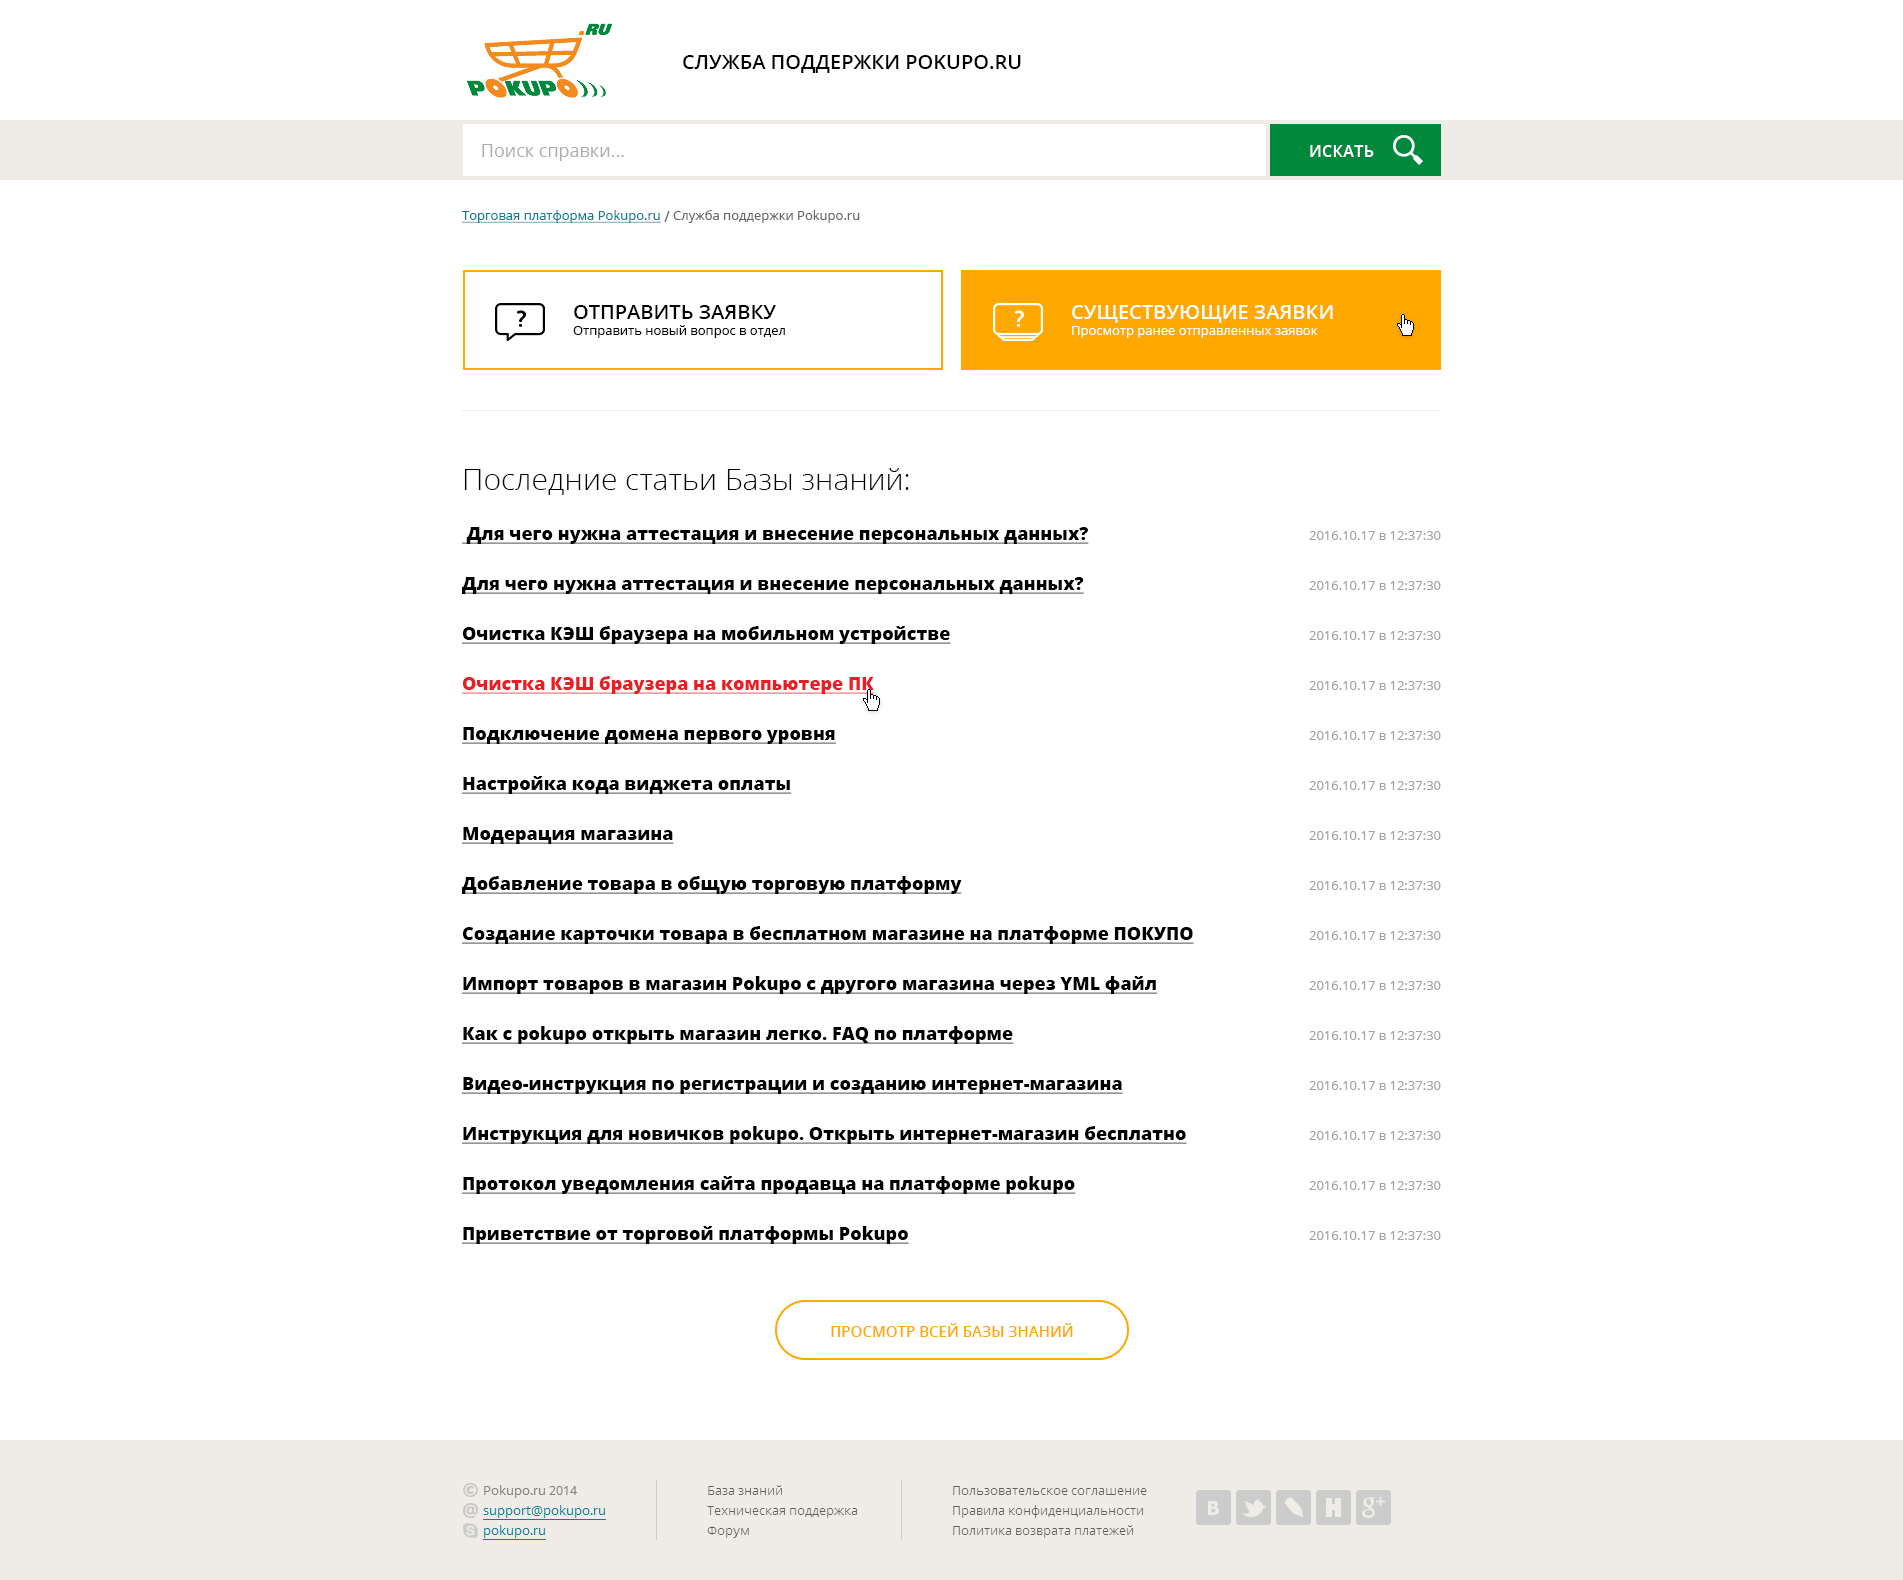 .RU
POKUPO
СЛУЖБА ПОДДЕРЖКИ POKUPO.RU
Поиск справки...
ИСКАТЬ
Торговая платформа Pokupo.ru / Служба поддержки Pokupo.ru
? ОТПРАВИТЬ ЗАЯВКУ
Отправить новый вопрос в отдел
? СУЩЕСТВУЮЩИЕ ЗАЯВКИ
Просмотр ранее отправленных заявок
Последние статьи Базы знаний:
Для чего нужна аттестация и внесение персональных данных? 2016.10.17 в 12:37:30
Для чего нужна аттестация и внесение персональных данных? 2016.10.17 в 12:37:30
Очистка КЭШ браузера на мобильном устройстве 2016.10.17 в 12:37:30
Очистка КЭШ браузера на компьютере ПК 2016.10.17 в 12:37:30
Подключение домена первого уровня 2016.10.17 в 12:37:30
Настройка кода виджета оплаты 2016.10.17 в 12:37:30
Модерация магазина 2016.10.17 в 12:37:30
Добавление товара в общую торговую платформу 2016.10.17 в 12:37:30
Создание карточки товара в бесплатном магазине на платформе ПОКУПО 2016.10.17 в 12:37:30
Импорт товаров в магазин Pokupo с другого магазина через YML файл 2016.10.17 в 12:37:30
Как с pokupo открыть магазин легко. FAQ по платформе 2016.10.17 в 12:37:30
Видео-инструкция по регистрации и созданию интернет-магазина 2016.10.17 в 12:37:30
Инструкция для новичков pokupo. Открыть интернет-магазин бесплатно 2016.10.17 в 12:37:30
Протокол уведомления сайта продавца на платформе pokupo 2016.10.17 в 12:37:30
Приветствие от торговой платформы Pokupo 2016.10.17 в 12:37:30
ПРОСМОТР ВСЕЙ БАЗЫ ЗНАНИЙ
© Pokupo.ru 2014
@ support@pokupo.ru
S pokupo.ru
База знаний
Техническая поддержка
Форум
Пользовательское соглашение
Правила конфиденциальности
Политика возврата платежей
В H g+